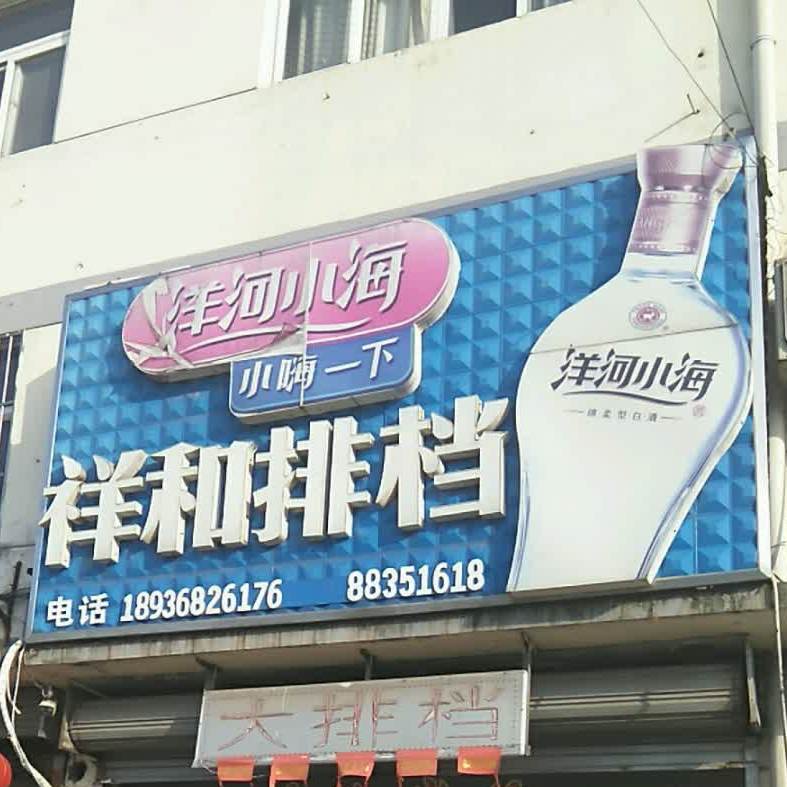 洋河小海
小嗨一下
洋河小海
绵柔型白酒
祥和排档
电话 18936826176 88351618
大排档